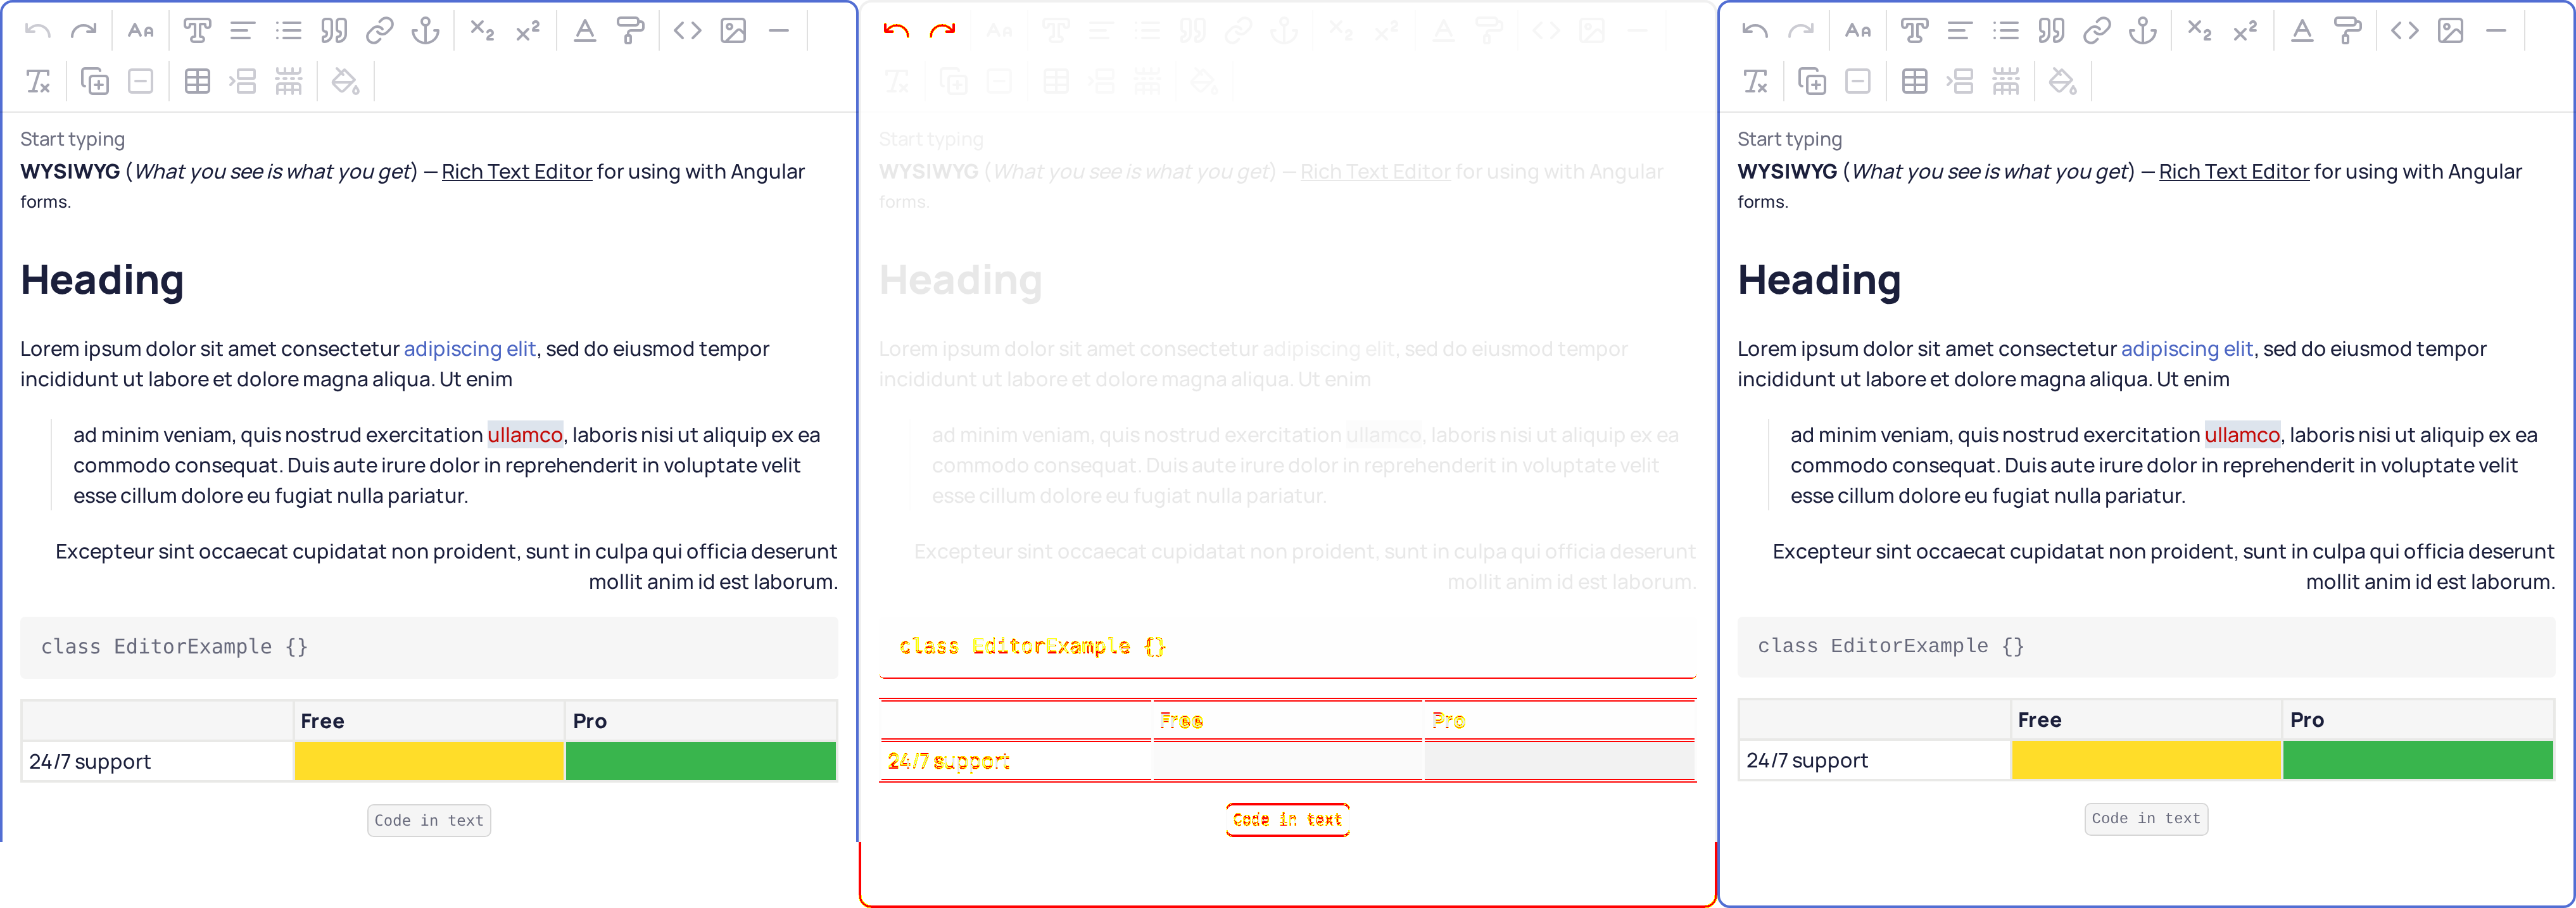 Start typing
WYSIWYG (What you see is what you get) — Rich Text Editor for using with Angular
forms.
Heading
Lorem ipsum dolor sit amet consectetur adipiscing elit, sed do eiusmod tempor
incididunt ut labore et dolore magna aliqua. Ut enim
ad minim veniam, quis nostrud exercitation ullamco, laboris nisi ut aliquip ex ea
commodo consequat. Duis aute irure dolor in reprehenderit in voluptate velit
esse cillum dolore eu fugiat nulla pariatur.
Excepteur sint occaecat cupidatat non proident, sunt in culpa qui officia deserunt
mollit anim id est laborum.
class EditorExample {}
Free Pro
24/7 support
Code in text
Start typing
WYSIWYG (What you see is what you get) — Rich Text Editor for using with Angular
forms.
Heading
Lorem ipsum dolor sit amet consectetur adipiscing elit, sed do eiusmod tempor
incididunt ut labore et dolore magna aliqua. Ut enim
ad minim veniam, quis nostrud exercitation ullamco, laboris nisi ut aliquip ex ea
commodo consequat. Duis aute irure dolor in reprehenderit in voluptate velit
esse cillum dolore eu fugiat nulla pariatur.
Excepteur sint occaecat cupidatat non proident, sunt in culpa qui officia deserunt
mollit anim id est laborum.
class EditorExample {}
Free Pro
24/7 support
Code in text
Start typing
WYSIWYG (What you see is what you get) — Rich Text Editor for using with Angular
forms.
Heading
Lorem ipsum dolor sit amet consectetur adipiscing elit, sed do eiusmod tempor
incididunt ut labore et dolore magna aliqua. Ut enim
ad minim veniam, quis nostrud exercitation ullamco, laboris nisi ut aliquip ex ea
commodo consequat. Duis aute irure dolor in reprehenderit in voluptate velit
esse cillum dolore eu fugiat nulla pariatur.
Excepteur sint occaecat cupidatat non proident, sunt in culpa qui officia deserunt
mollit anim id est laborum.
class EditorExample {}
Free Pro
24/7 support
Code in text